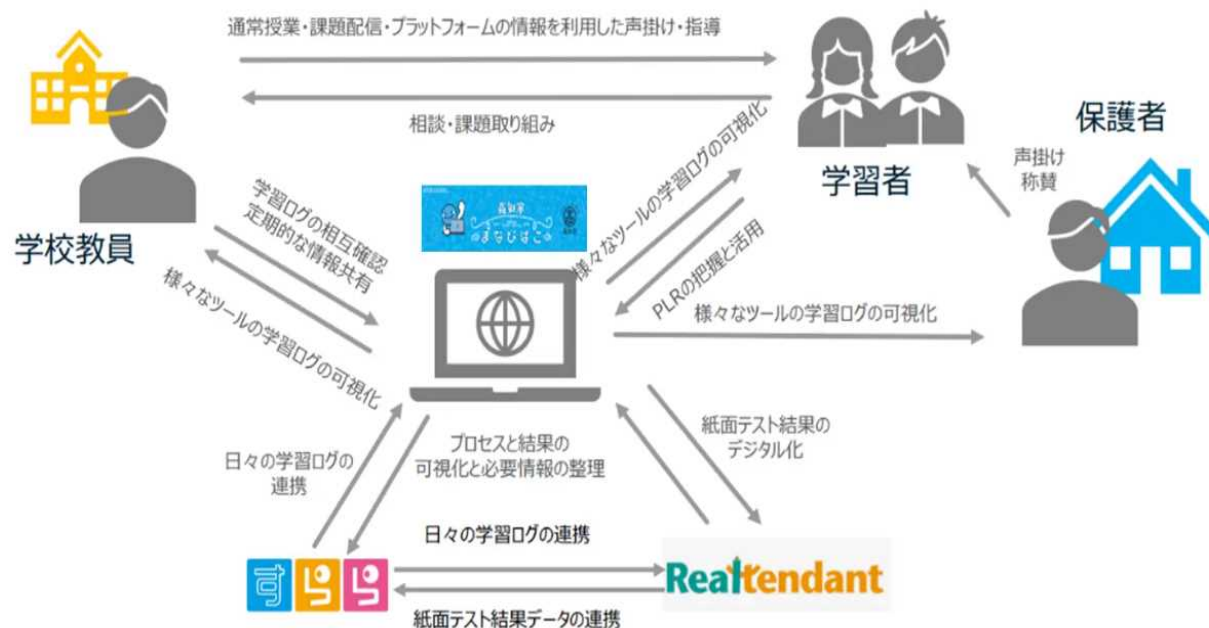 通常授業・課題配信・プラットフォームの情報を利用した声掛け・指導
相談・課題取り組み
学校教員
学習者
保護者
声掛け
称賛
学習ログの相互確認
定期的な情報共有
様々なツールの学習ログの可視化
高知家
まなびばこ
様々なツールの学習ログの可視化
PLRの把握と活用
様々なツールの学習ログの可視化
日々の学習ログの
連携
プロセスと結果の
可視化と必要情報の整理
紙面テスト結果の
デジタル化
日々の学習ログの連携
すらら
Realtendant
紙面テスト結果データの連携